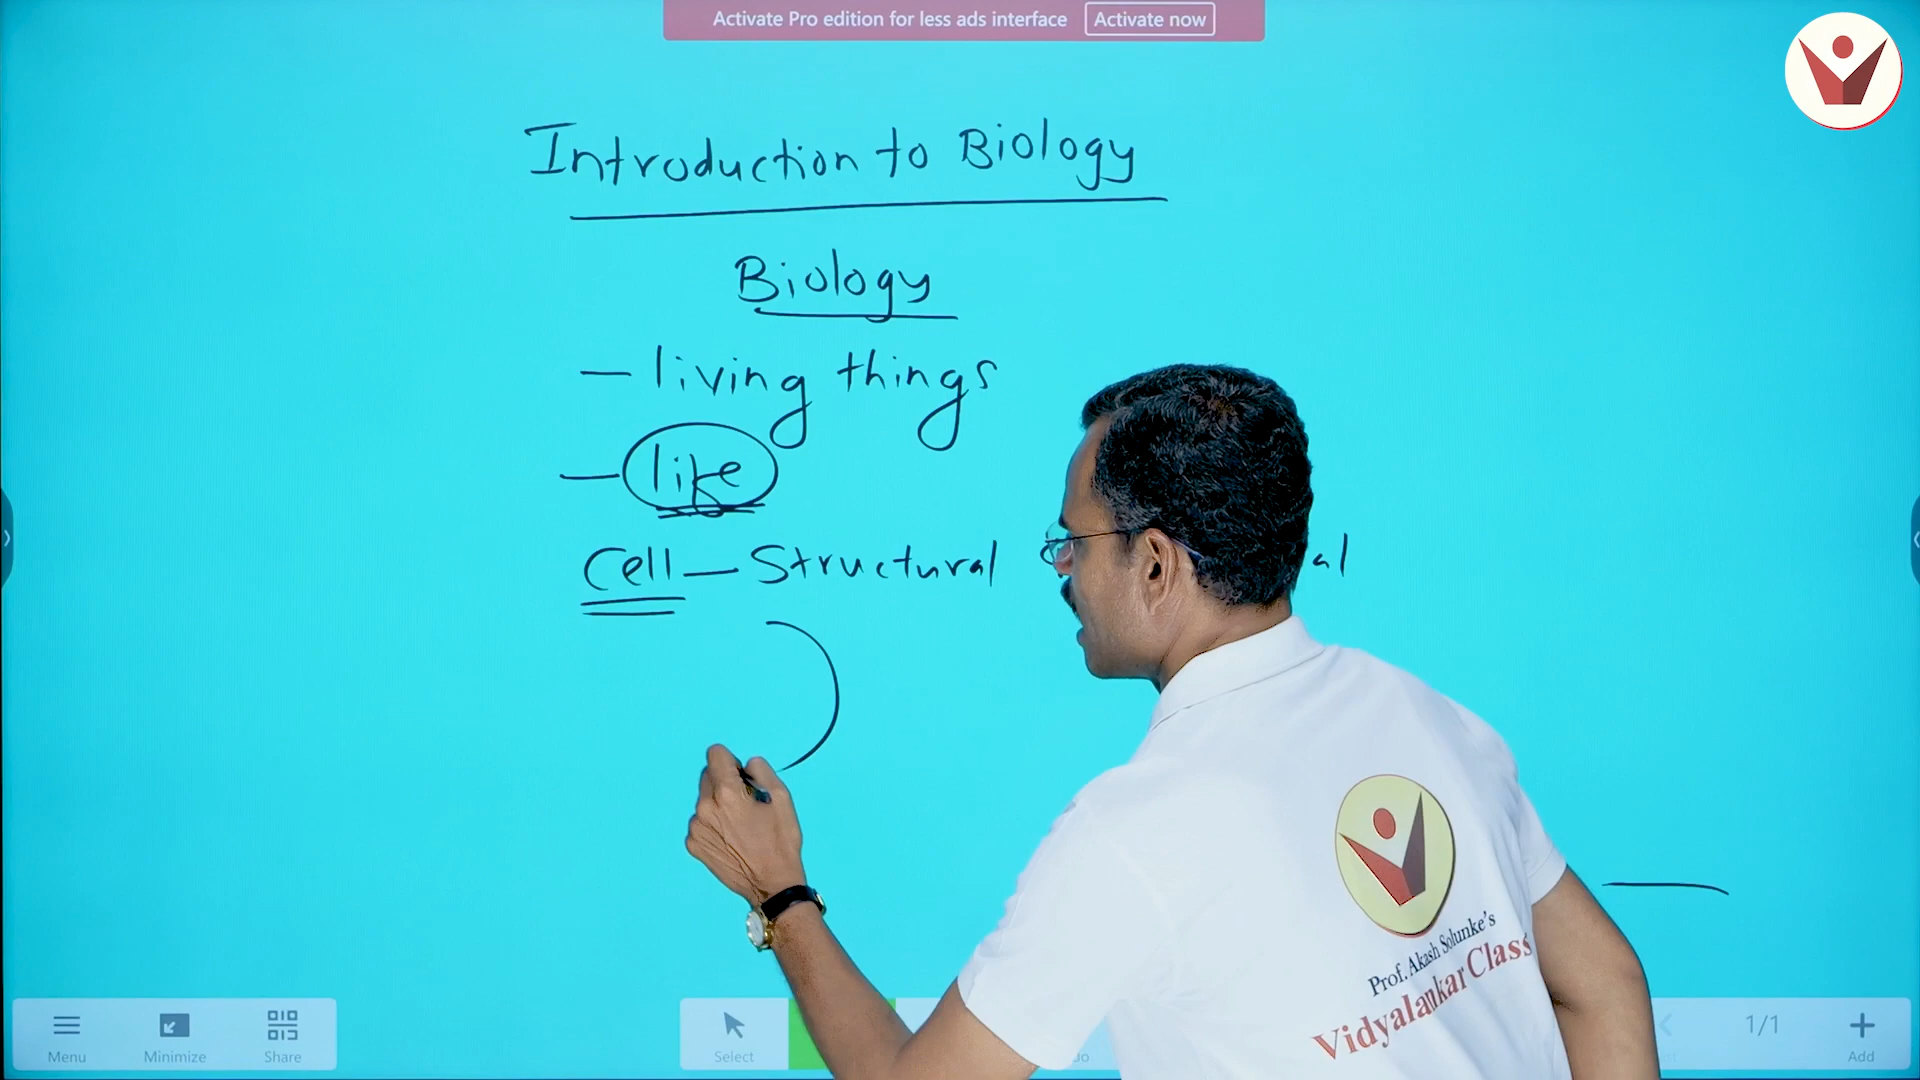 Activate Pro edition for less ads interface Activate now
Introduction to Biology
Biology
— living things
— life
Cell — Structural al
Prof. Akash Solunke's
Vidyalankar Class
Menu Minimize Share Select 1/1 Add